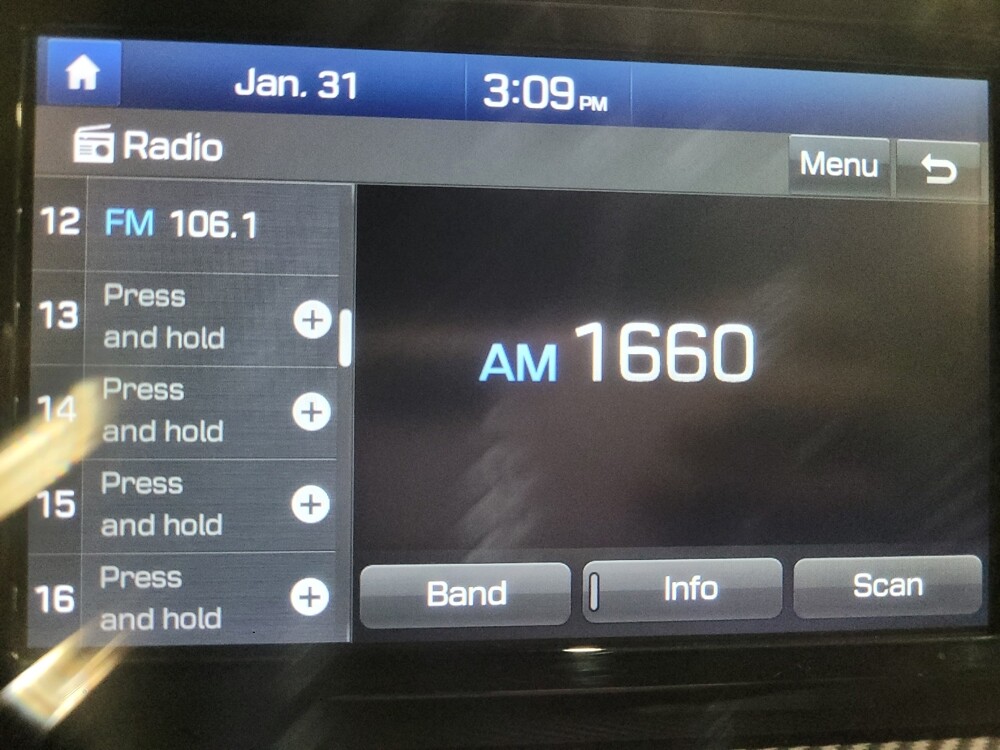 Jan. 31 3:09 PM
Radio
Menu
12 FM 106.1
13 Press
and hold
14 Press
and hold
15 Press
and hold
16 Press
and hold
AM 1660
Band Info Scan